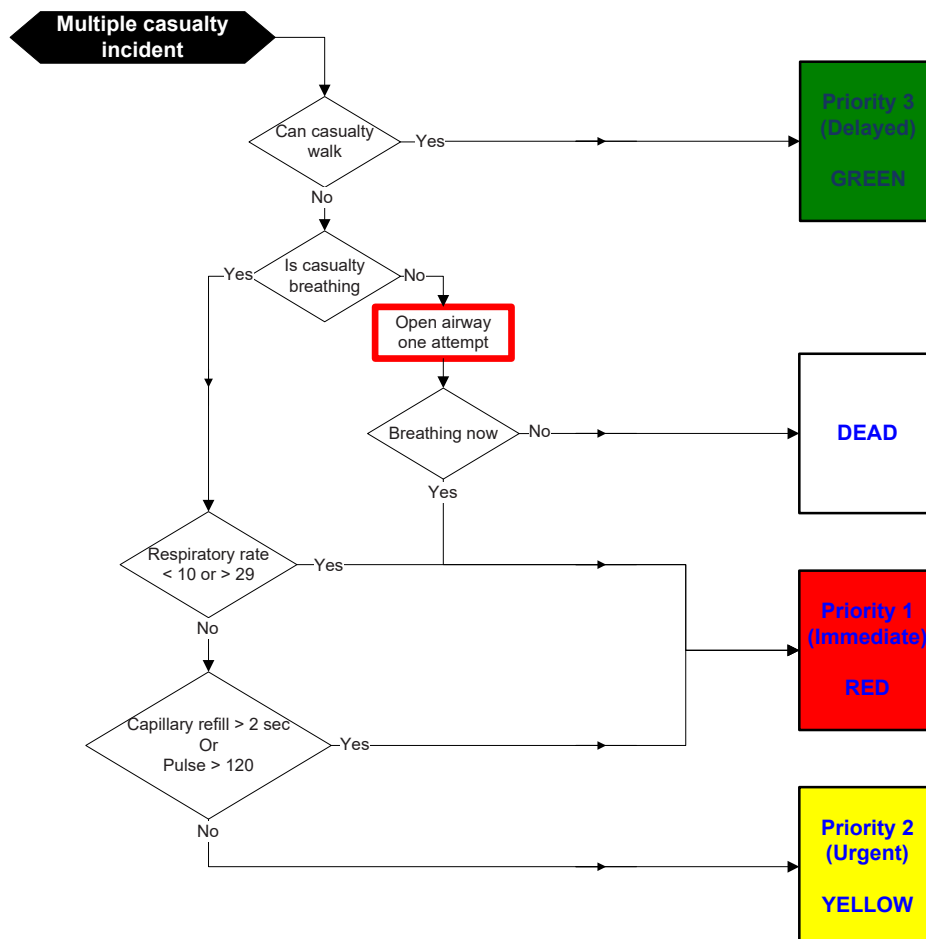 Multiple casualty
incident
Can casualty
walk
Yes
Priority 3
(Delayed)
GREEN
No
Is casualty
breathing
Yes
No
Open airway
one attempt
Breathing now
No
DEAD
Yes
Respiratory rate
< 10 or > 29
Yes
Priority 1
(Immediate)
RED
No
Capillary refill > 2 sec
Or
Pulse > 120
Yes
No
Priority 2
(Urgent)
YELLOW